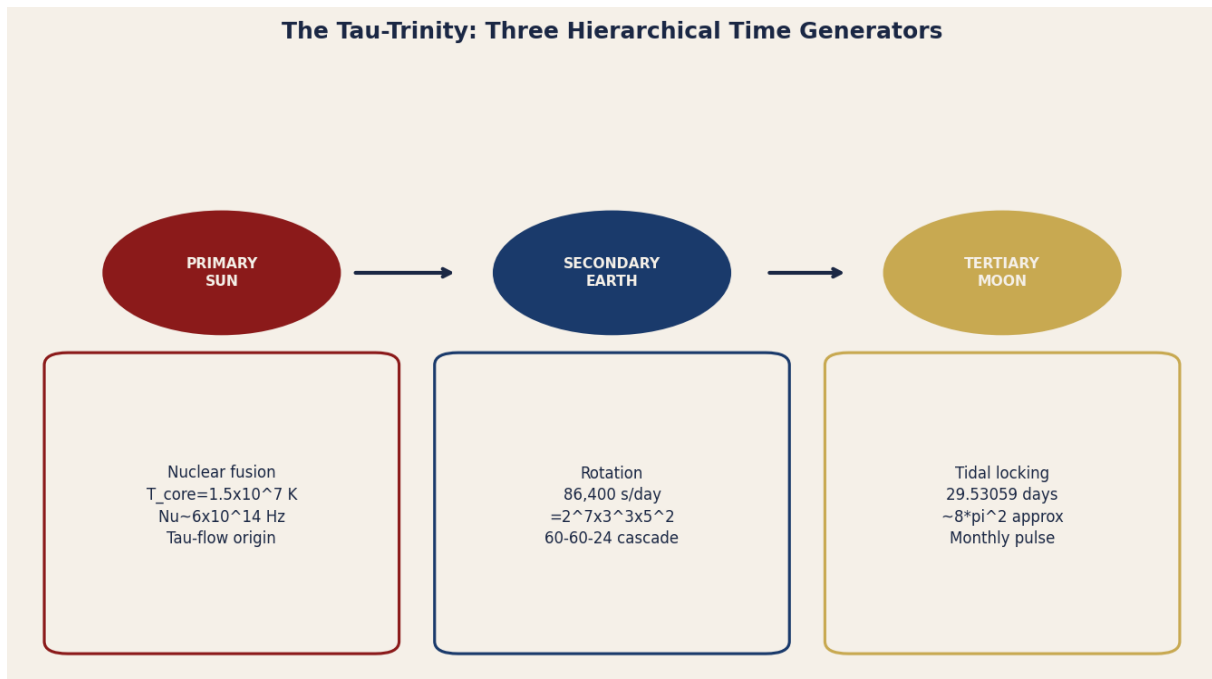 The Tau-Trinity: Three Hierarchical Time Generators
PRIMARY
SUN
SECONDARY
EARTH
TERTIARY
MOON
Nuclear fusion
T_core=1.5x10^7 K
Nu~6x10^14 Hz
Tau-flow origin
Rotation
86,400 s/day
=2^7x3^3x5^2
60-60-24 cascade
Tidal locking
29.53059 days
~8*pi^2 approx
Monthly pulse